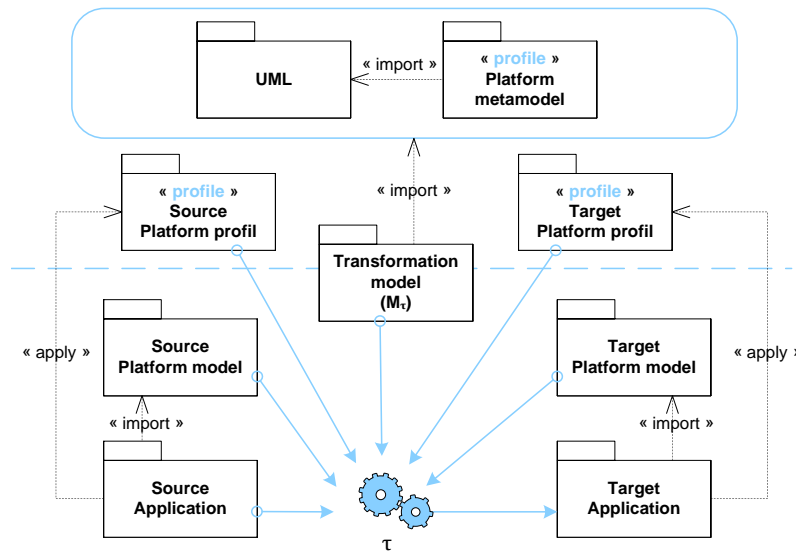 UML
« import »
« profile »
Platform
metamodel
« profile »
Source
Platform profil
« import »
« profile »
Target
Platform profil
Transformation
model
(Mτ)
« apply »
Source
Platform model
Target
Platform model
« apply »
« import »
« import »
Source
Application
Target
Application
τ